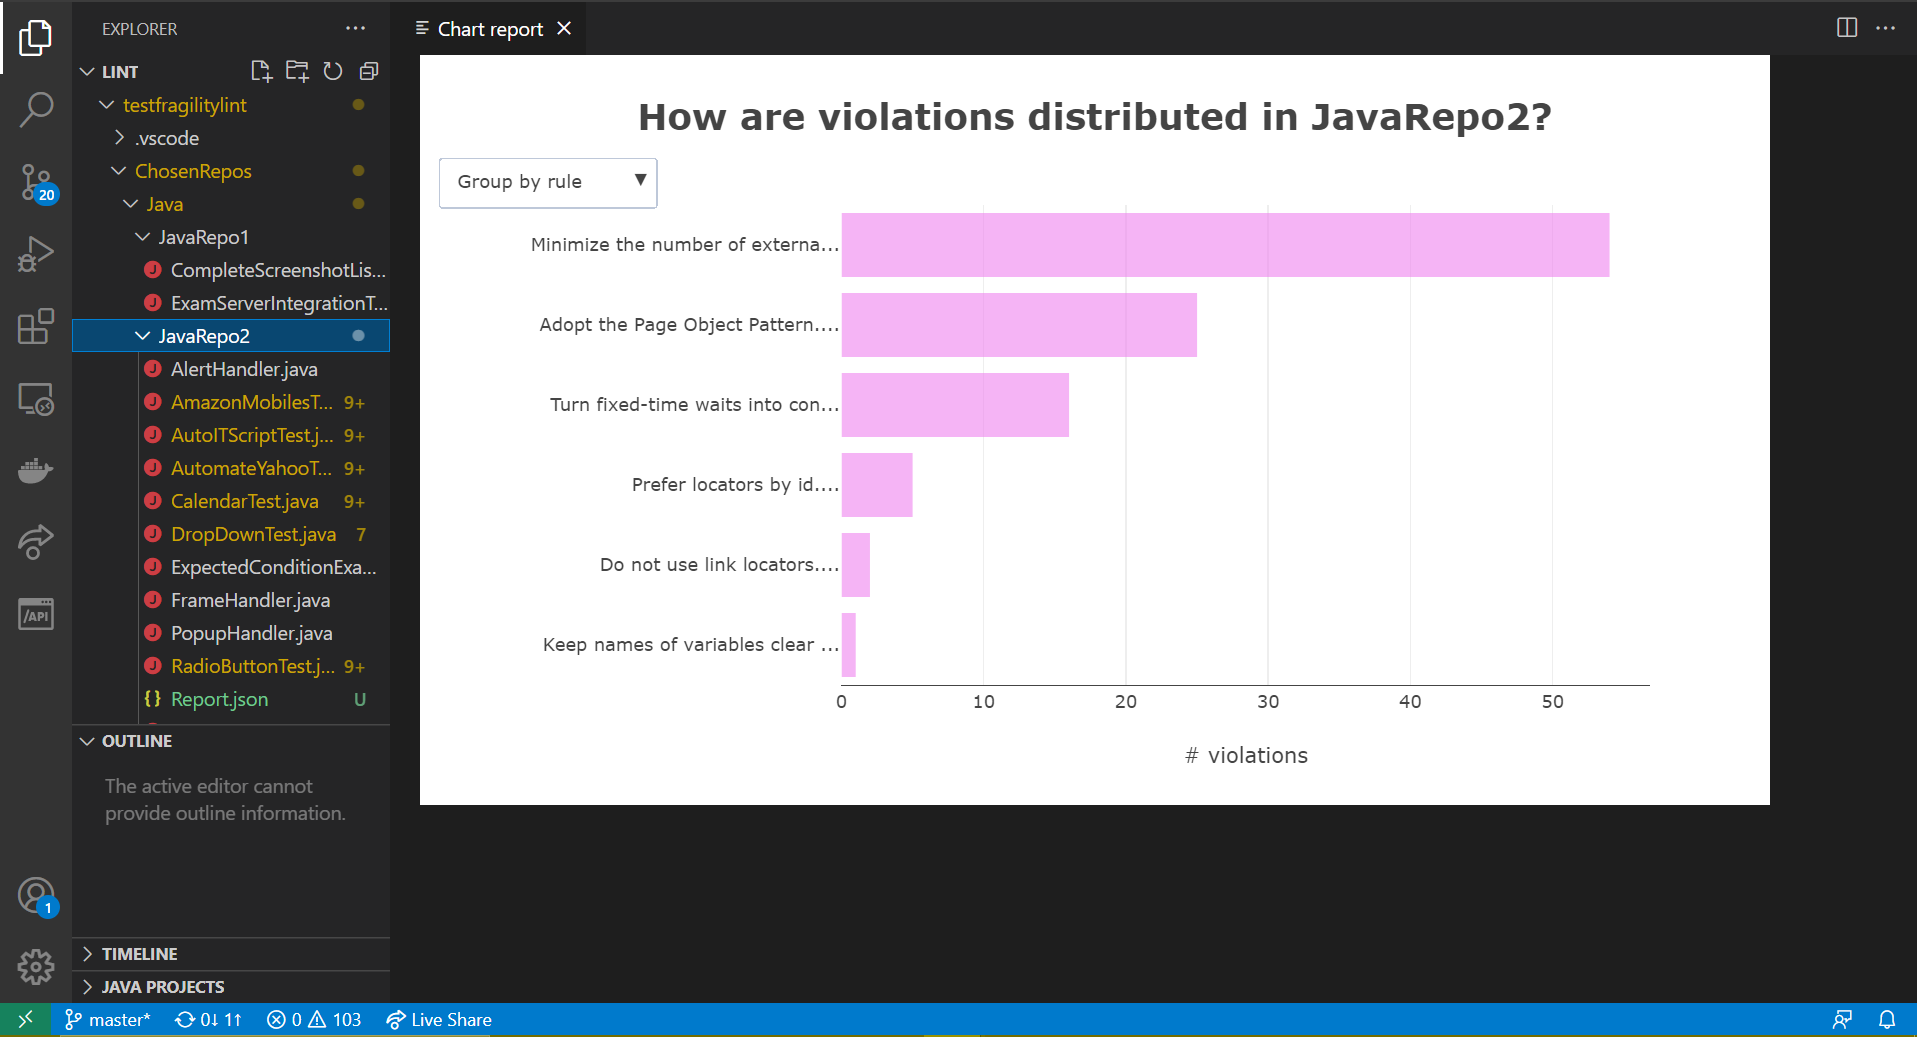 EXPLORER
LINT
testfragilitylint
.vscode
ChosenRepos
Java
JavaRepo1
J CompleteScreenshotLis...
J ExamServerIntegrationT...
JavaRepo2
J AlertHandler.java
J AmazonMobilesT... 9+
J AutoITScriptTest.j... 9+
J AutomateYahooT... 9+
J CalendarTest.java 9+
J DropDownTest.java 7
J ExpectedConditionExa...
J FrameHandler.java
J PopupHandler.java
J RadioButtonTest.j... 9+
{} Report.json U
OUTLINE
The active editor cannot
provide outline information.
TIMELINE
JAVA PROJECTS
20
/API
1
Chart report
How are violations distributed in JavaRepo2?
Group by rule
Minimize the number of externa...
Adopt the Page Object Pattern....
Turn fixed-time waits into con...
Prefer locators by id....
Do not use link locators....
Keep names of variables clear ...
0 10 20 30 40 50
# violations
master* 0↓ 1↑ 0 103 Live Share